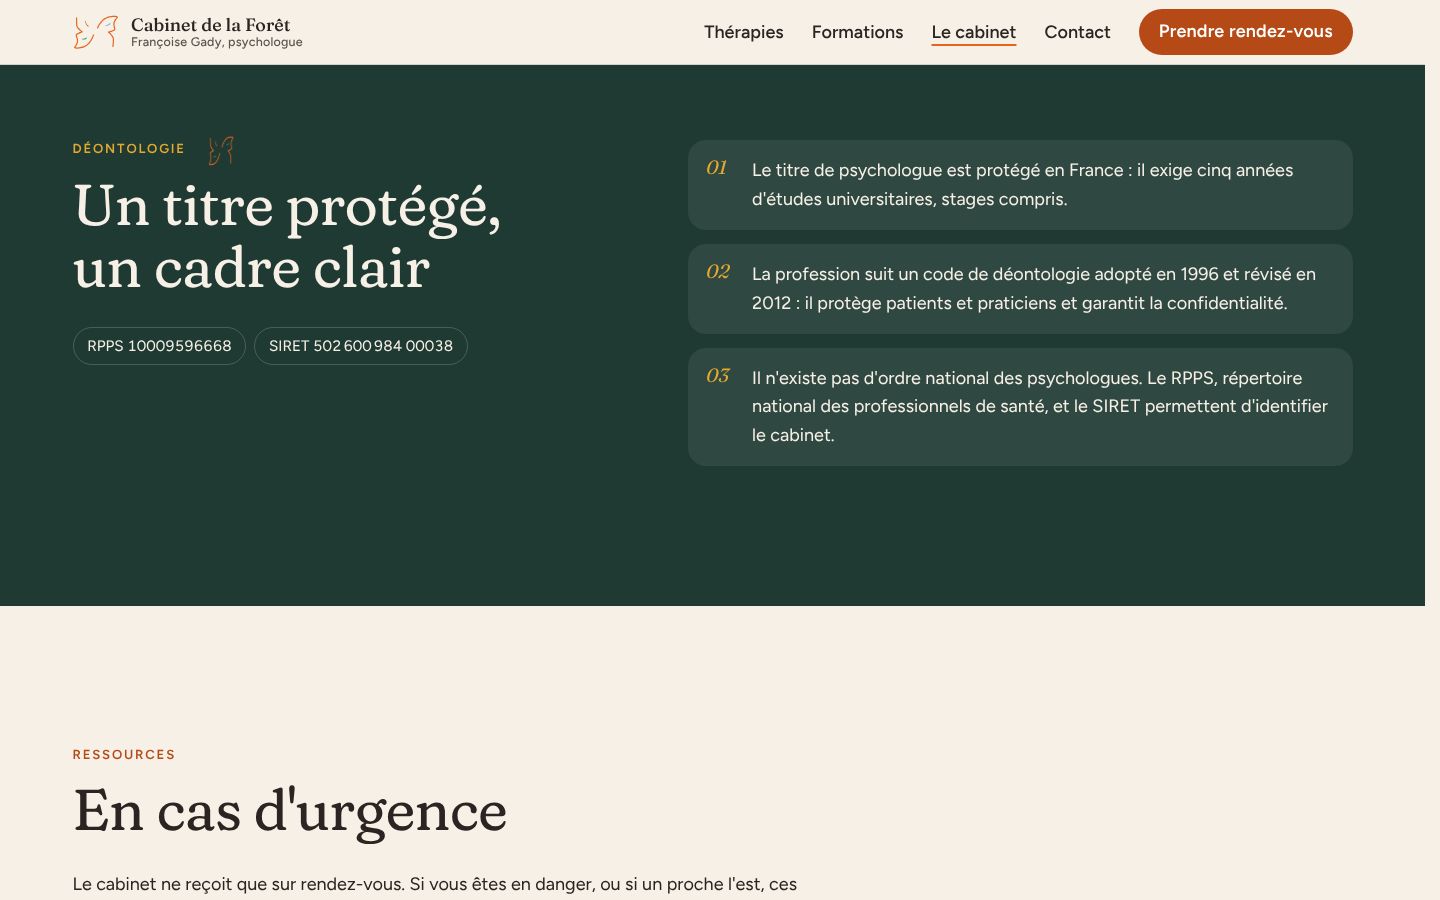 Cabinet de la Forêt
Françoise Gady, psychologue
Thérapies
Formations
Le cabinet
Contact
Prendre rendez-vous
DÉONTOLOGIE
Un titre protégé,
un cadre clair
RPPS 10009596668
SIRET 502 600 984 00038
01
Le titre de psychologue est protégé en France : il exige cinq années
d'études universitaires, stages compris.
02
La profession suit un code de déontologie adopté en 1996 et révisé en
2012 : il protège patients et praticiens et garantit la confidentialité.
03
Il n'existe pas d'ordre national des psychologues. Le RPPS, répertoire
national des professionnels de santé, et le SIRET permettent d'identifier
le cabinet.
RESSOURCES
En cas d'urgence
Le cabinet ne reçoit que sur rendez-vous. Si vous êtes en danger, ou si un proche l'est, ces